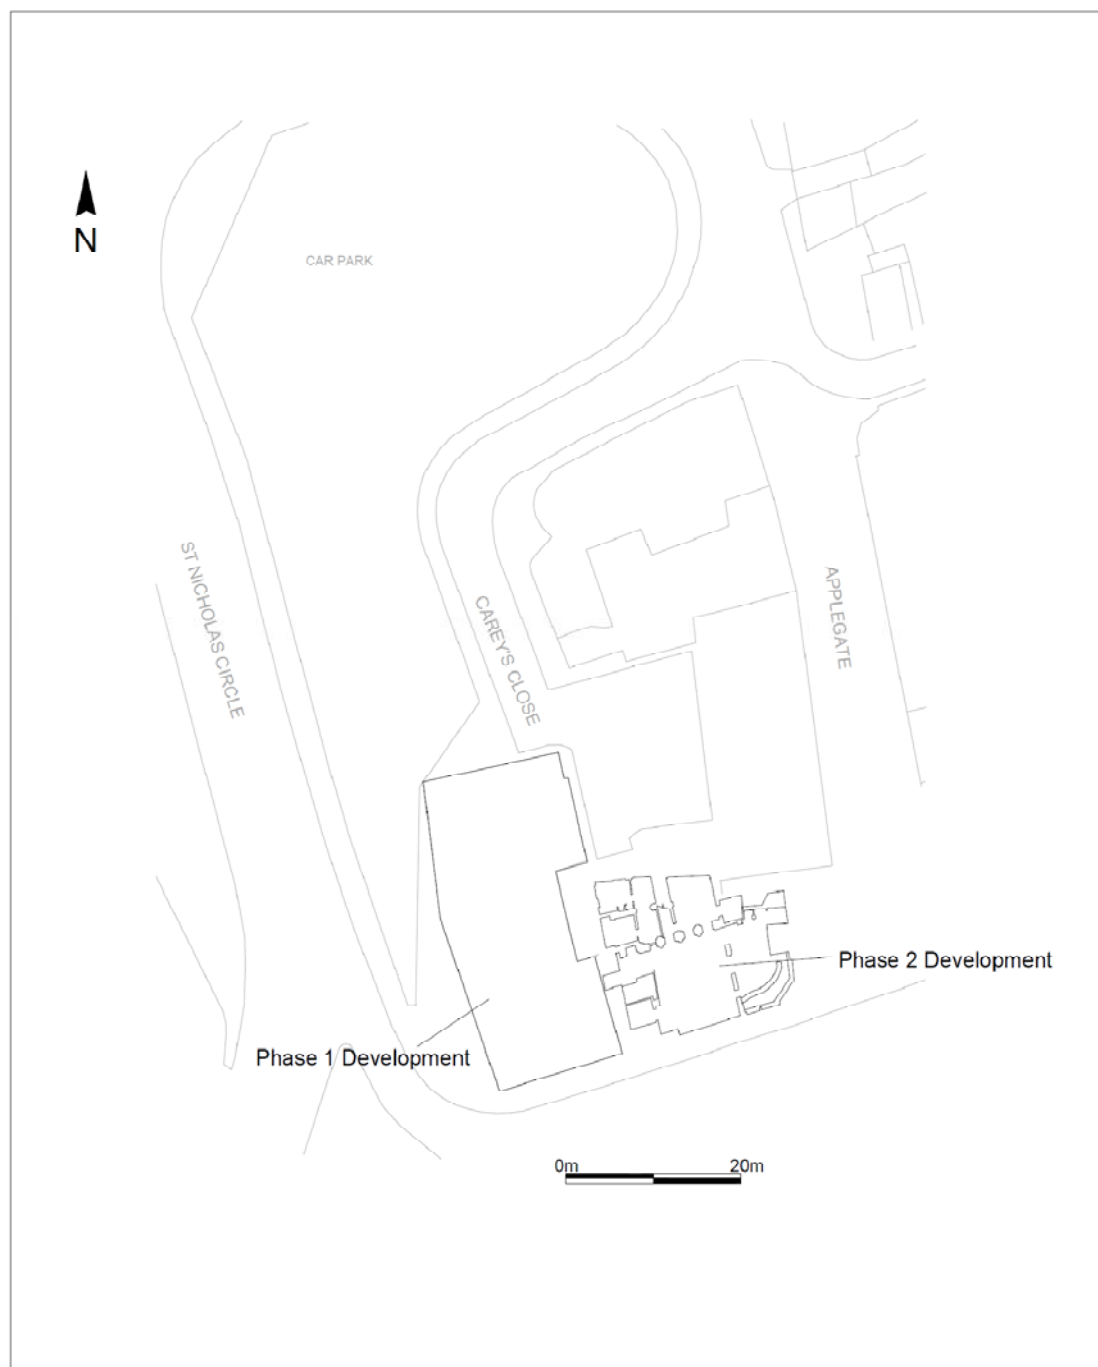 N
CAR PARK
ST NICHOLAS CIRCLE
CAREY'S CLOSE
APPLEGATE
Phase 2 Development
Phase 1 Development
0m 20m